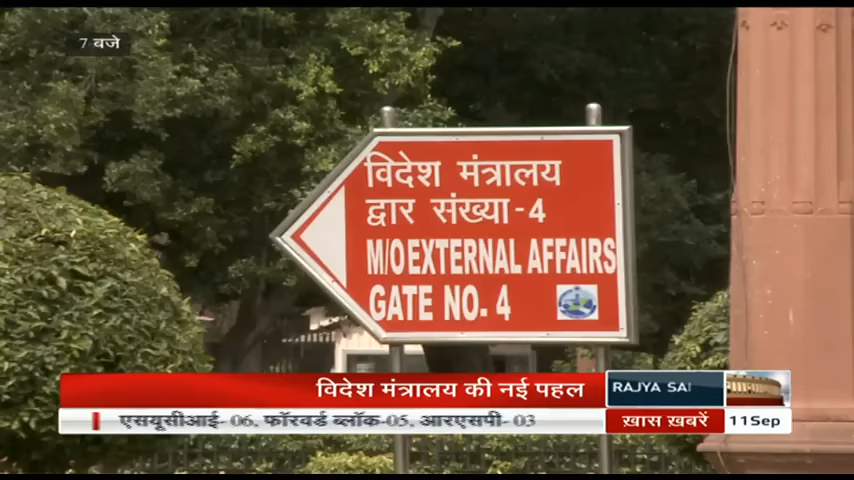 7 बजे
विदेश मंत्रालय
द्वार संख्या - 4
M/O EXTERNAL AFFAIRS
GATE NO. 4
विदेश मंत्रालय की नई पहल
RAJYA SA
एसयूसीआई- 06, फॉरवर्ड ब्लॉक-05, आरएसपी- 03
ख़ास ख़बरें
11Sep